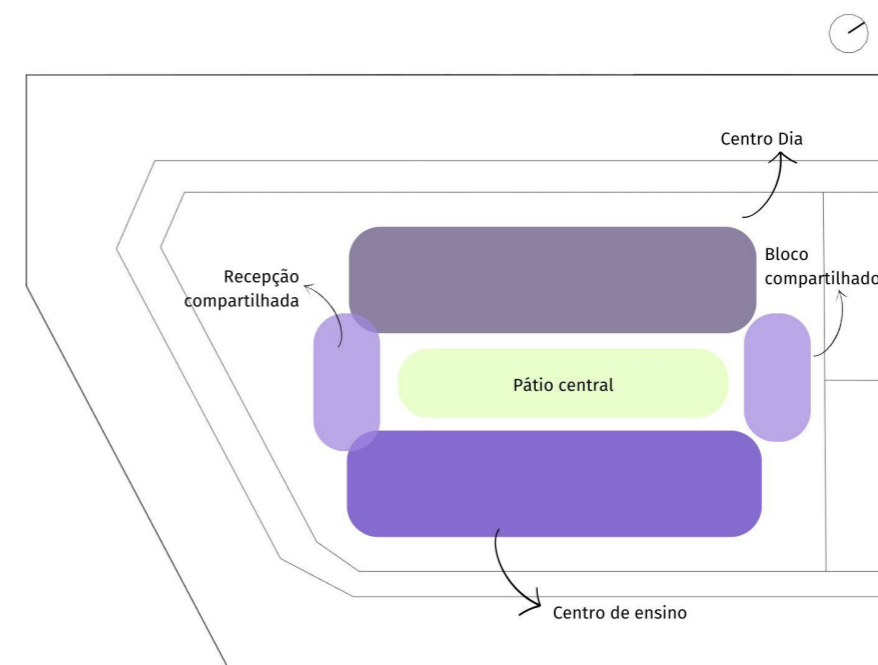 Centro Dia
Bloco
compartilhado
Recepção
compartilhada
Pátio central
Centro de ensino